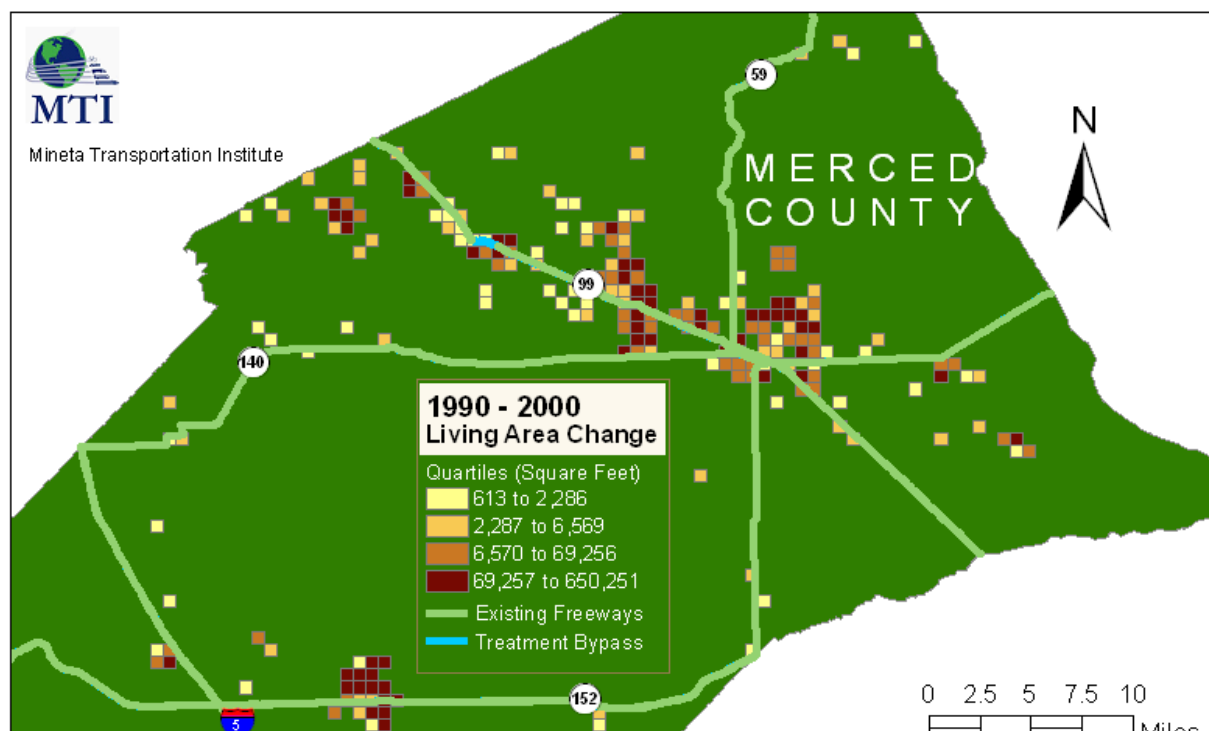 MTI
Mineta Transportation Institute
59
N
MERCED
COUNTY
99
140
1990 - 2000
Living Area Change
Quartiles (Square Feet)
613 to 2,286
2,287 to 6,569
6,570 to 69,256
69,257 to 650,251
Existing Freeways
Treatment Bypass
152
5
0 2.5 5 7.5 10
Miles